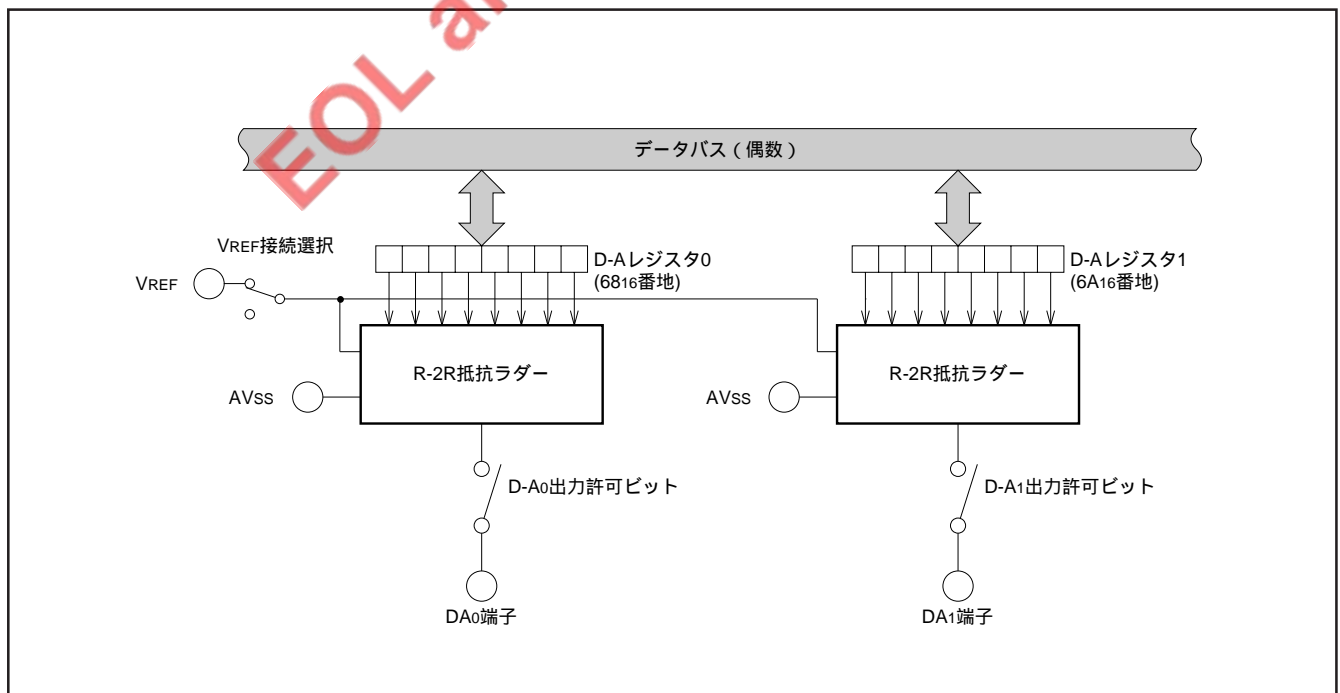 EOL a
データバス（偶数）
VREF接続選択
VREF
D-Aレジスタ0
(6816番地)
D-Aレジスタ1
(6A16番地)
R-2R抵抗ラダー
R-2R抵抗ラダー
AVSS
AVSS
D-A0出力許可ビット
D-A1出力許可ビット
DA0端子
DA1端子